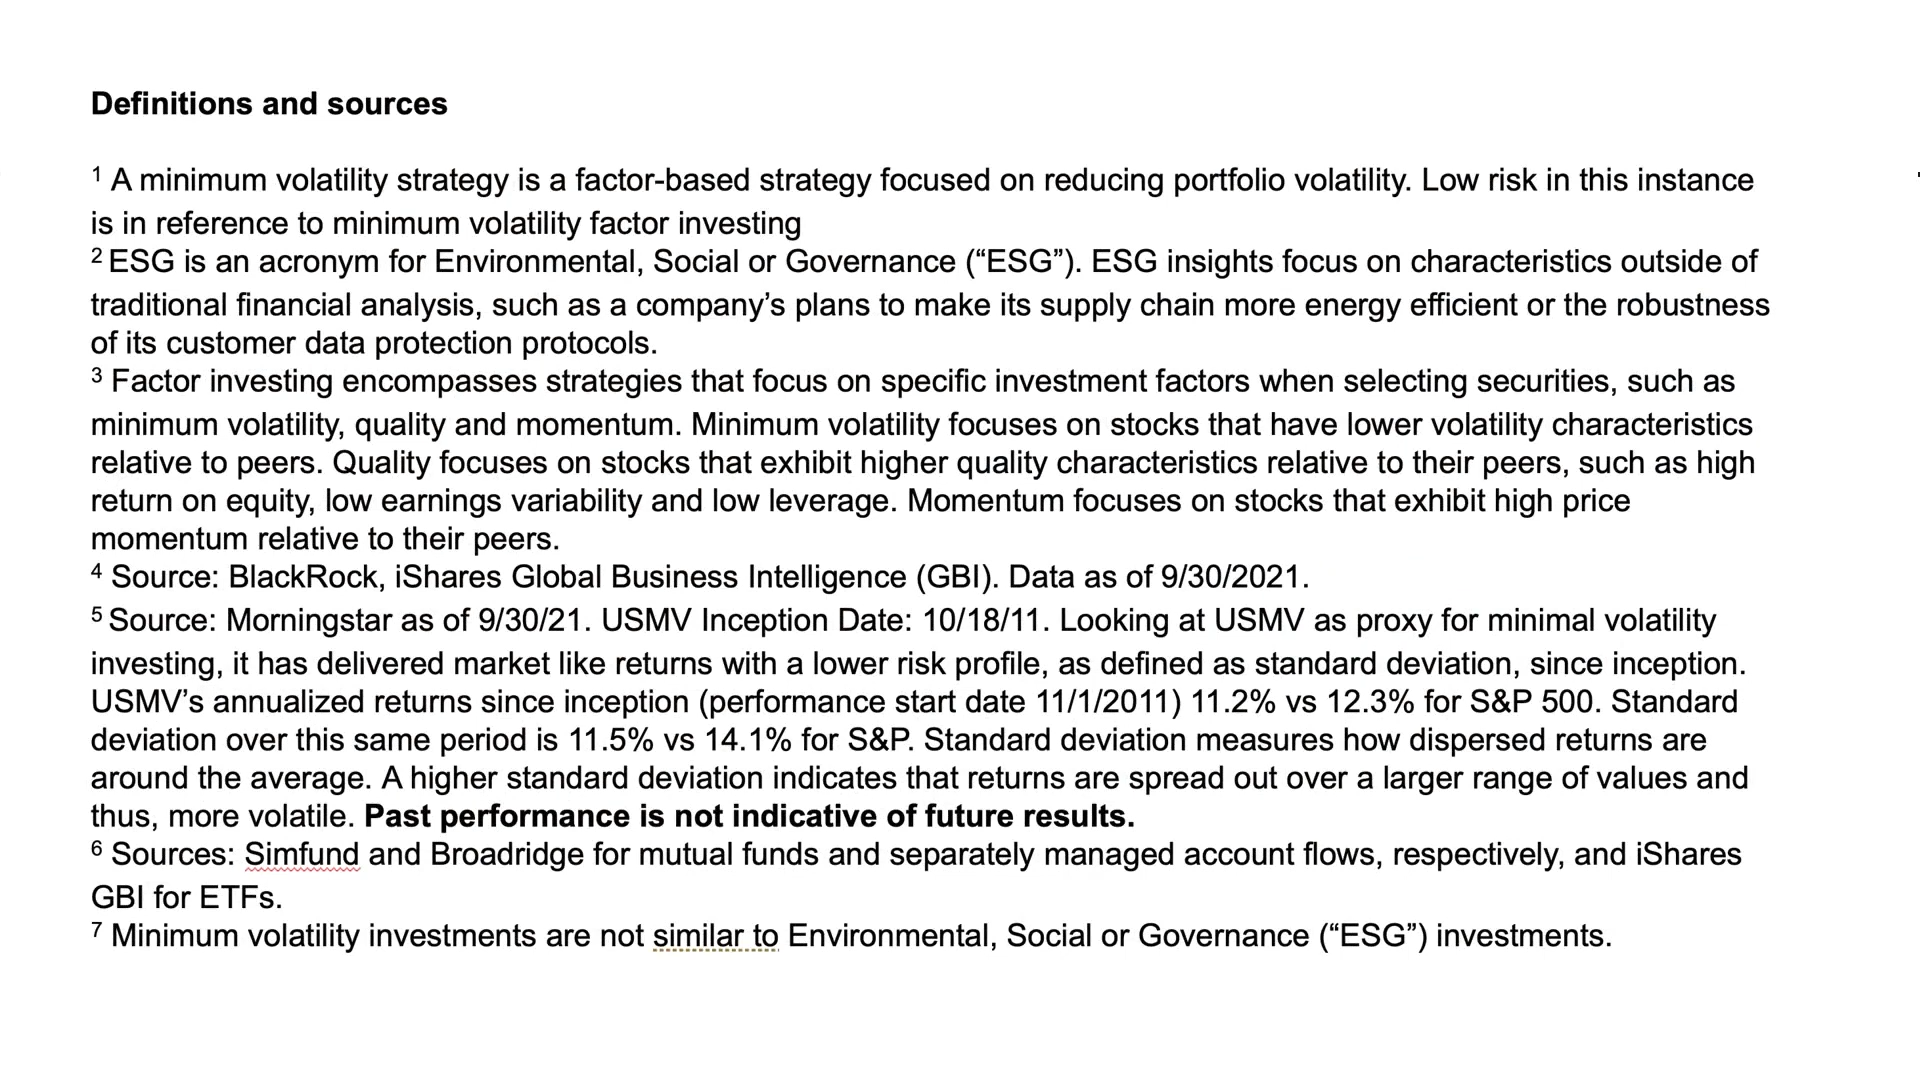 Definitions and sources
1 A minimum volatility strategy is a factor-based strategy focused on reducing portfolio volatility. Low risk in this instance
is in reference to minimum volatility factor investing
2 ESG is an acronym for Environmental, Social or Governance (“ESG”). ESG insights focus on characteristics outside of
traditional financial analysis, such as a company’s plans to make its supply chain more energy efficient or the robustness
of its customer data protection protocols.
3 Factor investing encompasses strategies that focus on specific investment factors when selecting securities, such as
minimum volatility, quality and momentum. Minimum volatility focuses on stocks that have lower volatility characteristics
relative to peers. Quality focuses on stocks that exhibit higher quality characteristics relative to their peers, such as high
return on equity, low earnings variability and low leverage. Momentum focuses on stocks that exhibit high price
momentum relative to their peers.
4 Source: BlackRock, iShares Global Business Intelligence (GBI). Data as of 9/30/2021.
5 Source: Morningstar as of 9/30/21. USMV Inception Date: 10/18/11. Looking at USMV as proxy for minimal volatility
investing, it has delivered market like returns with a lower risk profile, as defined as standard deviation, since inception.
USMV’s annualized returns since inception (performance start date 11/1/2011) 11.2% vs 12.3% for S&P 500. Standard
deviation over this same period is 11.5% vs 14.1% for S&P. Standard deviation measures how dispersed returns are
around the average. A higher standard deviation indicates that returns are spread out over a larger range of values and
thus, more volatile. Past performance is not indicative of future results.
6 Sources: Simfund and Broadridge for mutual funds and separately managed account flows, respectively, and iShares
GBI for ETFs.
7 Minimum volatility investments are not similar to Environmental, Social or Governance (“ESG”) investments.